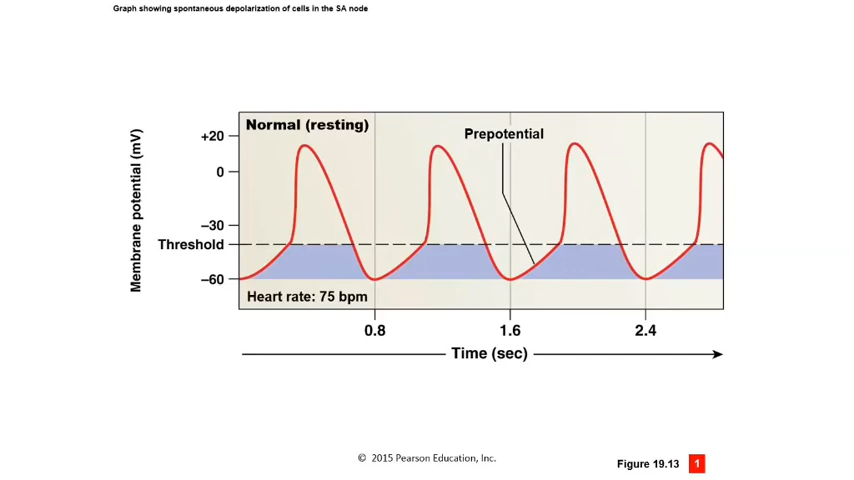 Graph showing spontaneous depolarization of cells in the SA node
Normal (resting)
Prepotential
+20
0
–30
Threshold
–60
Membrane potential (mV)
Heart rate: 75 bpm
0.8
1.6
2.4
Time (sec)
© 2015 Pearson Education, Inc.
Figure 19.13
1